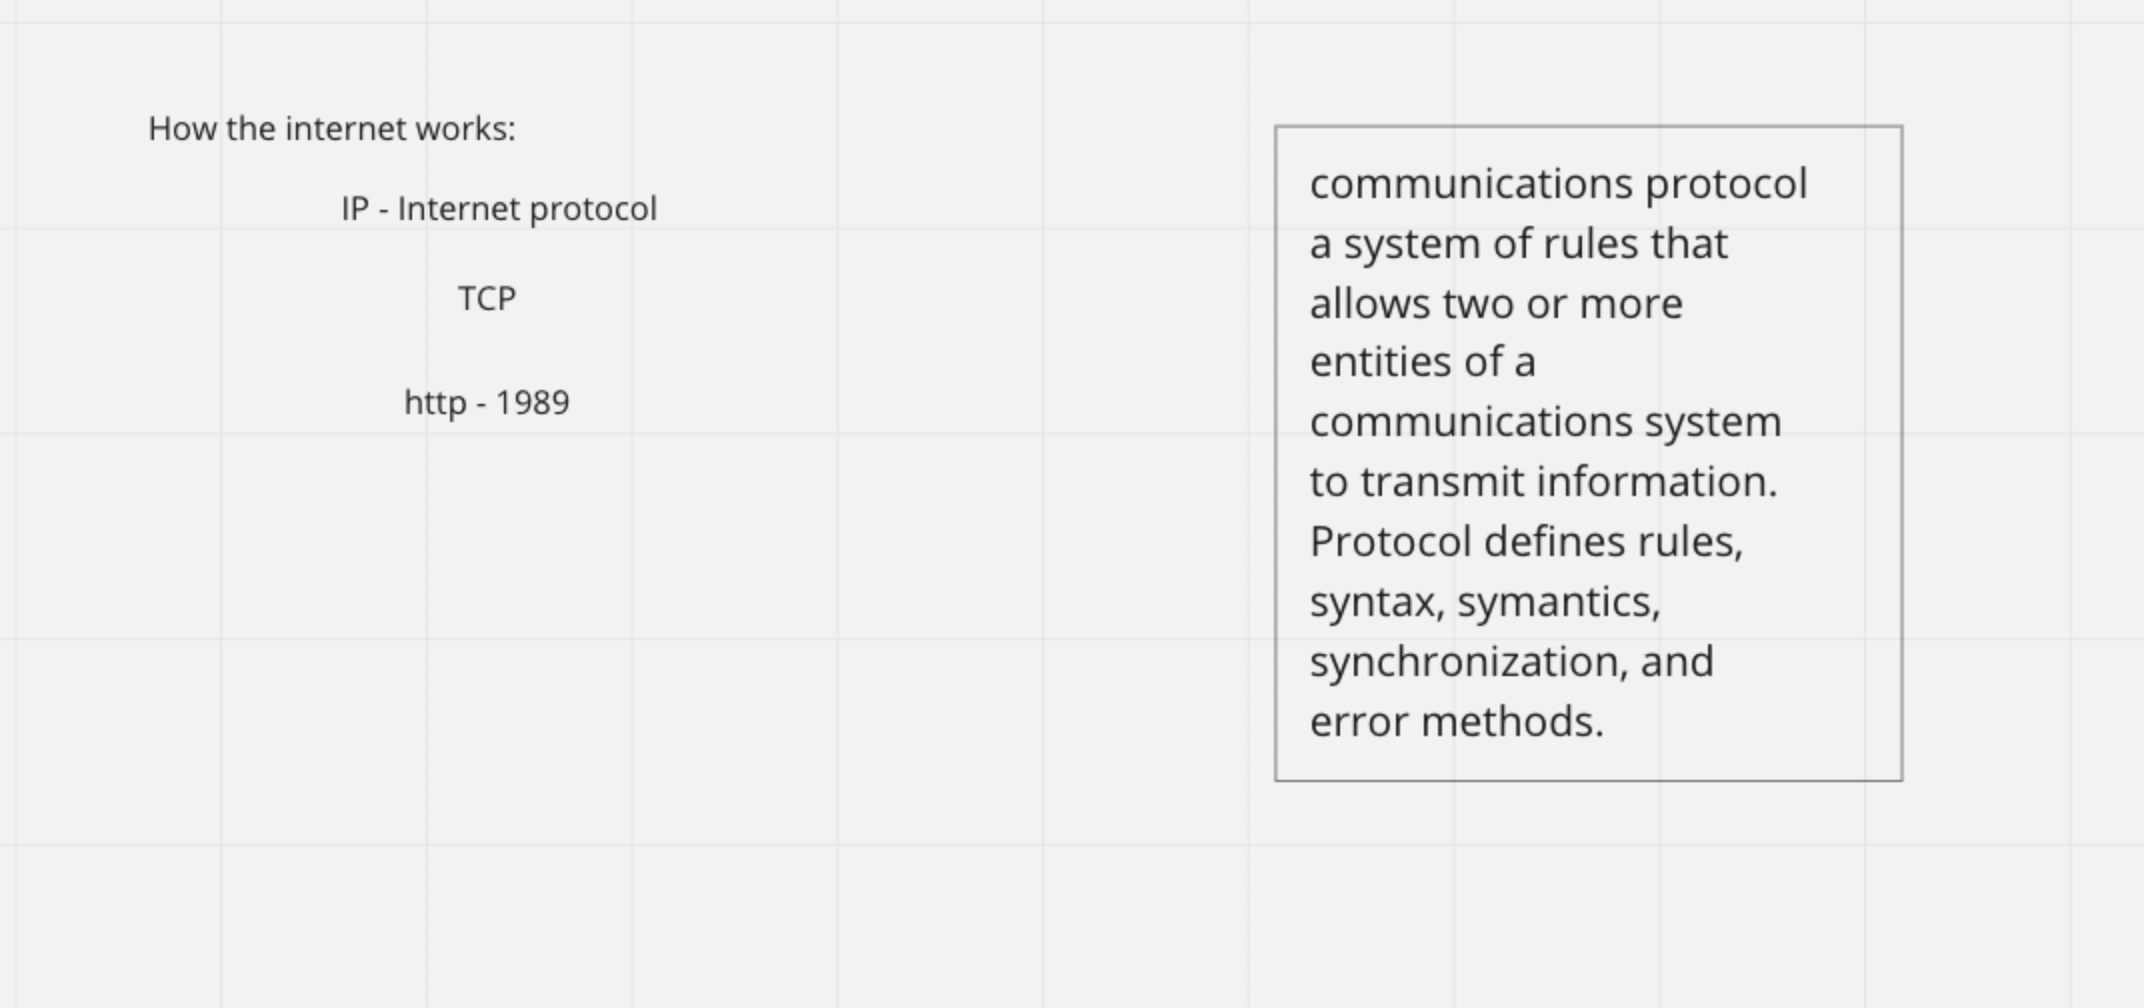 How the internet works:
IP - Internet protocol
TCP
http - 1989
communications protocol
a system of rules that
allows two or more
entities of a
communications system
to transmit information.
Protocol defines rules,
syntax, symantics,
synchronization, and
error methods.